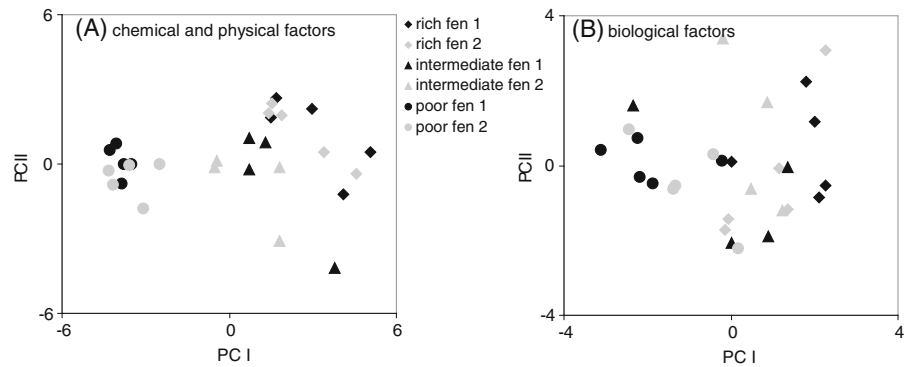 (A) chemical and physical factors
6
0
-6
PCII
-6
0
6
PC I
rich fen 1
rich fen 2
intermediate fen 1
intermediate fen 2
poor fen 1
poor fen 2
(B) biological factors
4
0
-4
PCII
-4
0
4
PC I